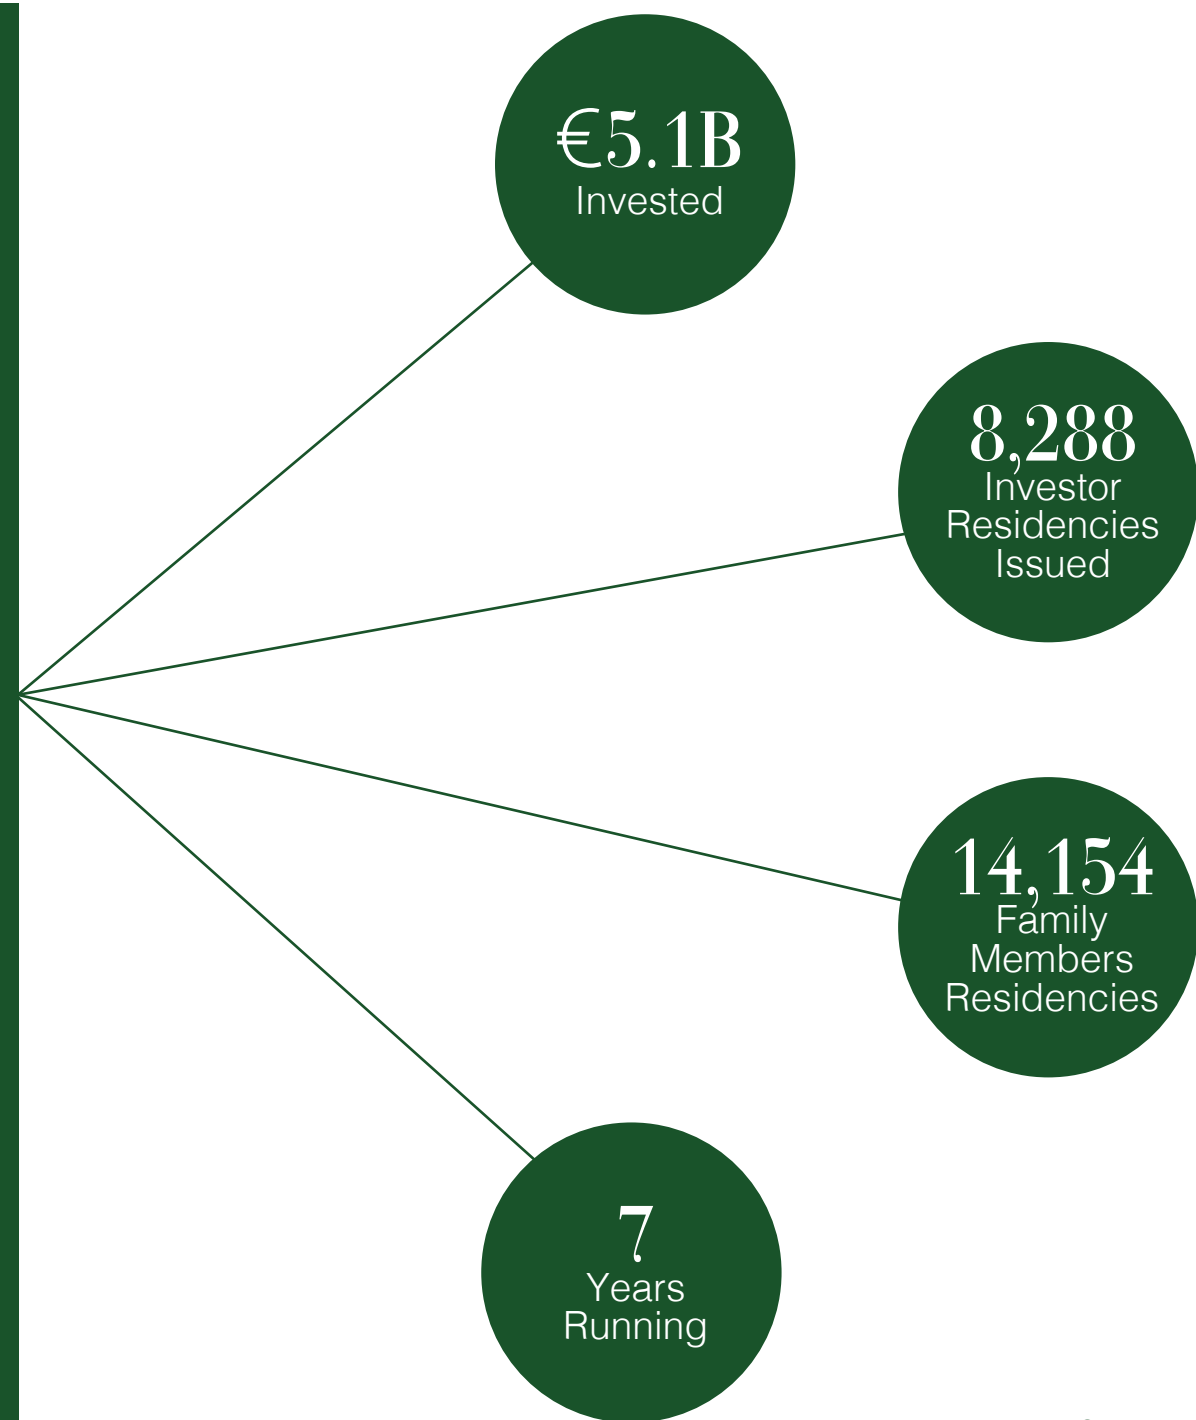 €5.1B
Invested
8,288
Investor
Residencies
Issued
14,154
Family
Members
Residencies
7
Years
Running